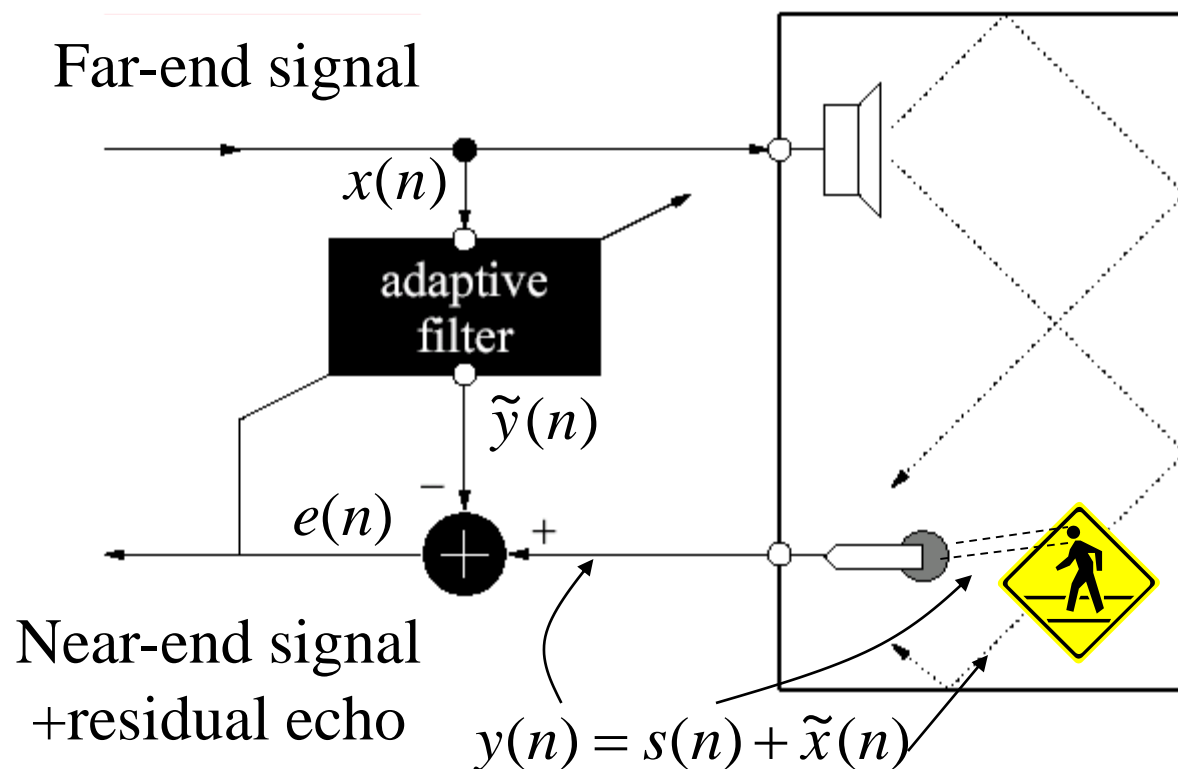 Far-end signal
x(n)
adaptive
filter
ỹ(n)
−
e(n)
+
Near-end signal
+residual echo
y(n) = s(n) + x̃(n)